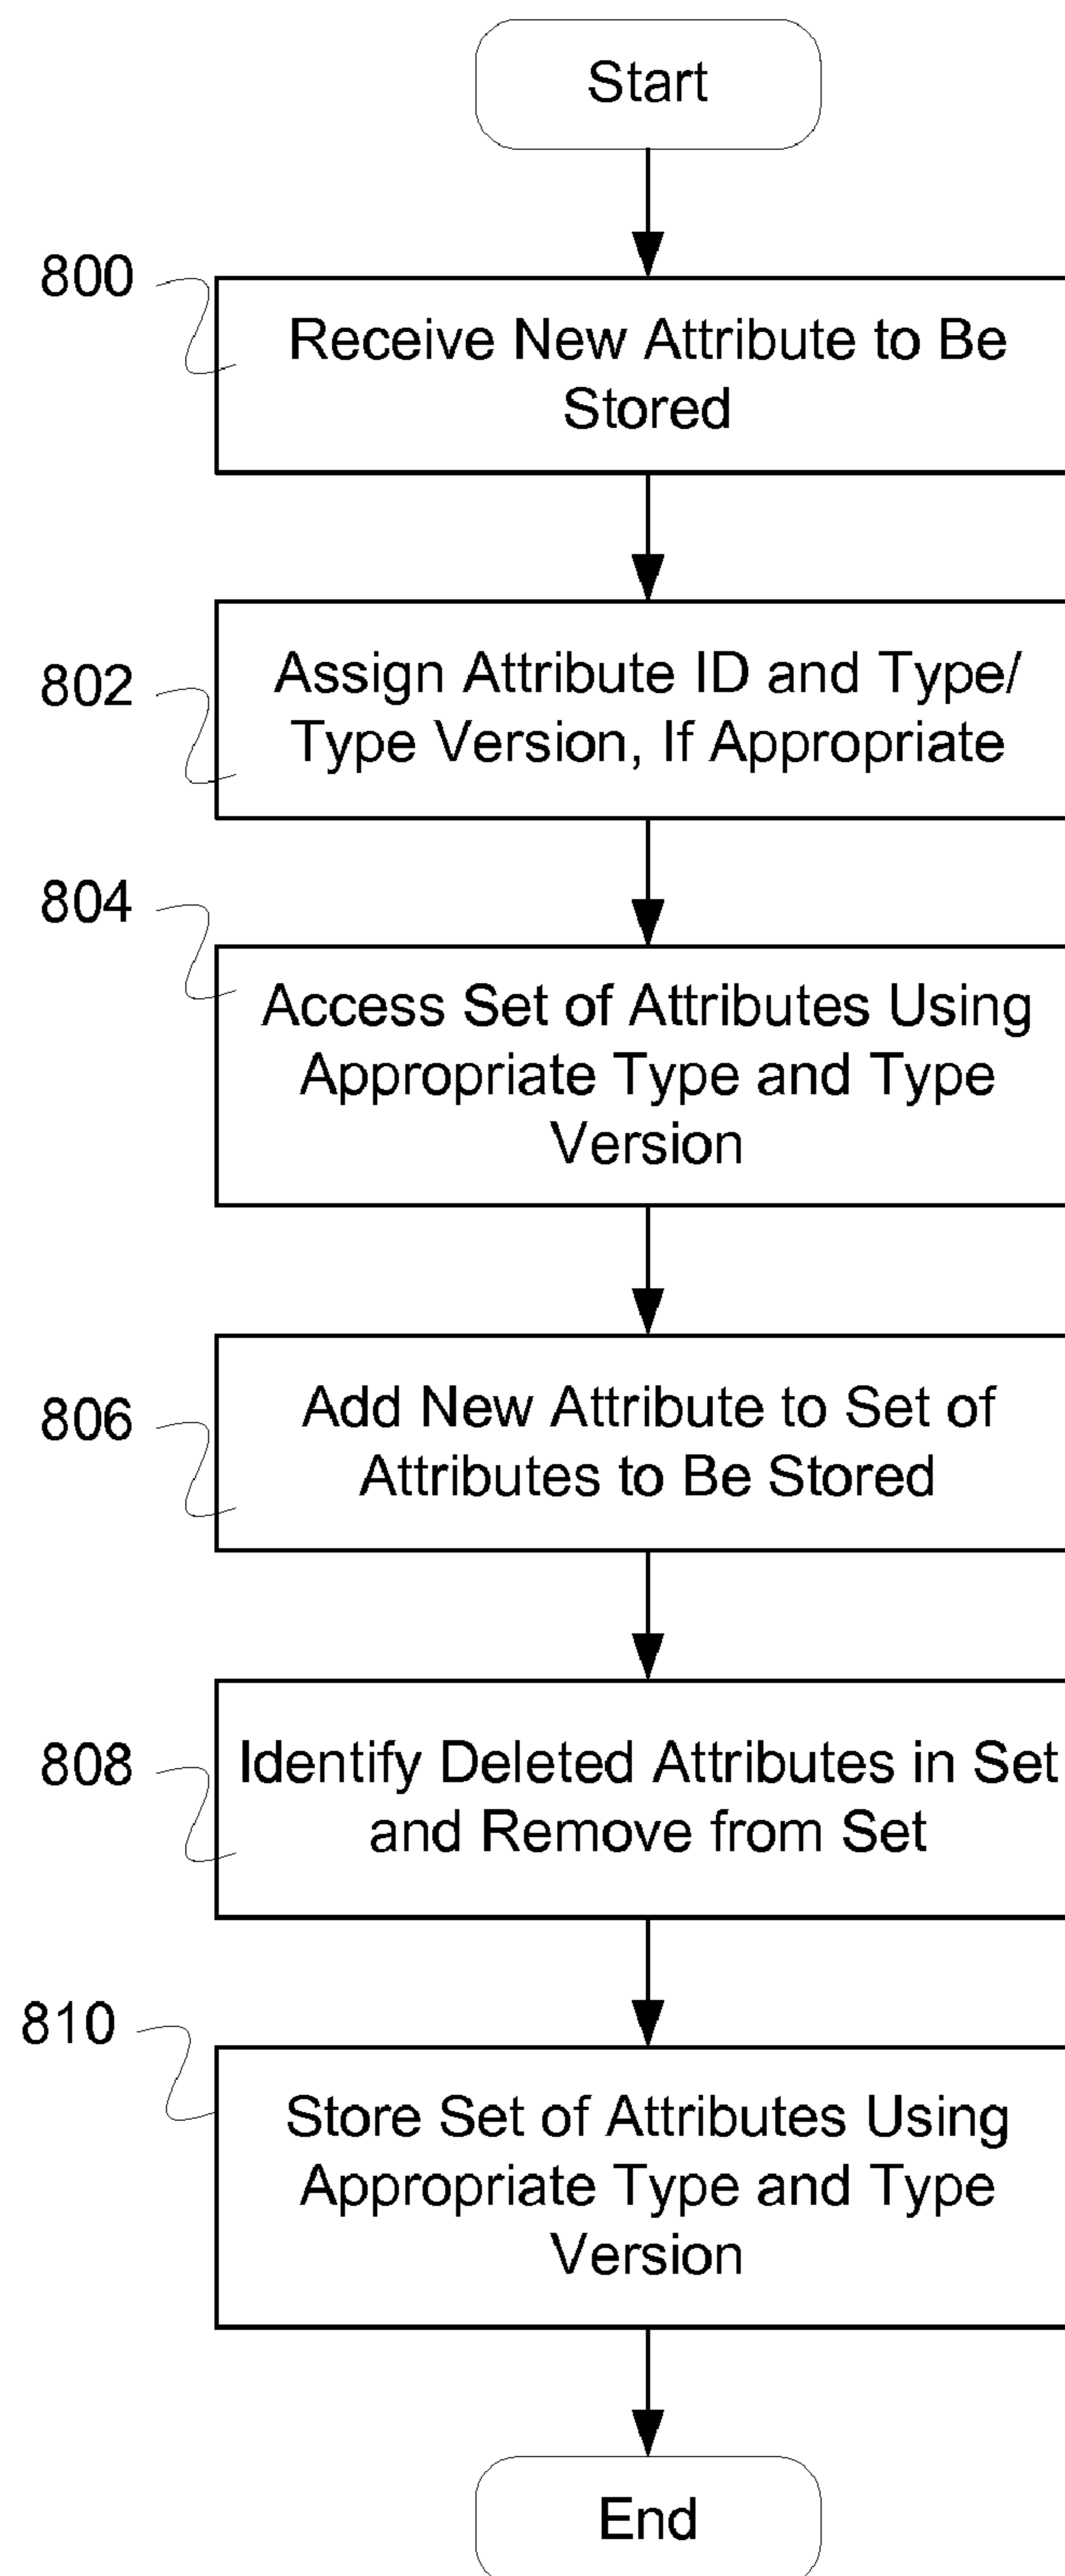 Start
800
Receive New Attribute to Be
Stored
802
Assign Attribute ID and Type/
Type Version, If Appropriate
804
Access Set of Attributes Using
Appropriate Type and Type
Version
806
Add New Attribute to Set of
Attributes to Be Stored
808
Identify Deleted Attributes in Set
and Remove from Set
810
Store Set of Attributes Using
Appropriate Type and Type
Version
End